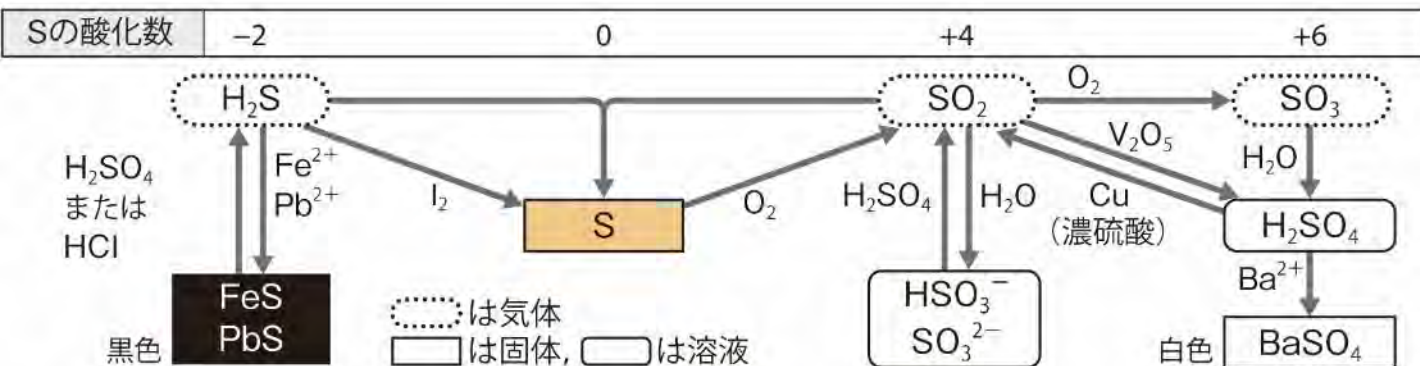 Sの酸化数 −2 0 +4 +6
H₂S SO₂ O₂ SO₃
H₂SO₄
または
HCl
Fe²⁺
Pb²⁺
I₂
S
O₂
H₂SO₄
H₂O
V₂O₅
Cu
(濃硫酸)
H₂O
H₂SO₄
Ba²⁺
FeS
PbS
黒色
は気体
は固体, は溶液
HSO₃⁻
SO₃²⁻
白色 BaSO₄